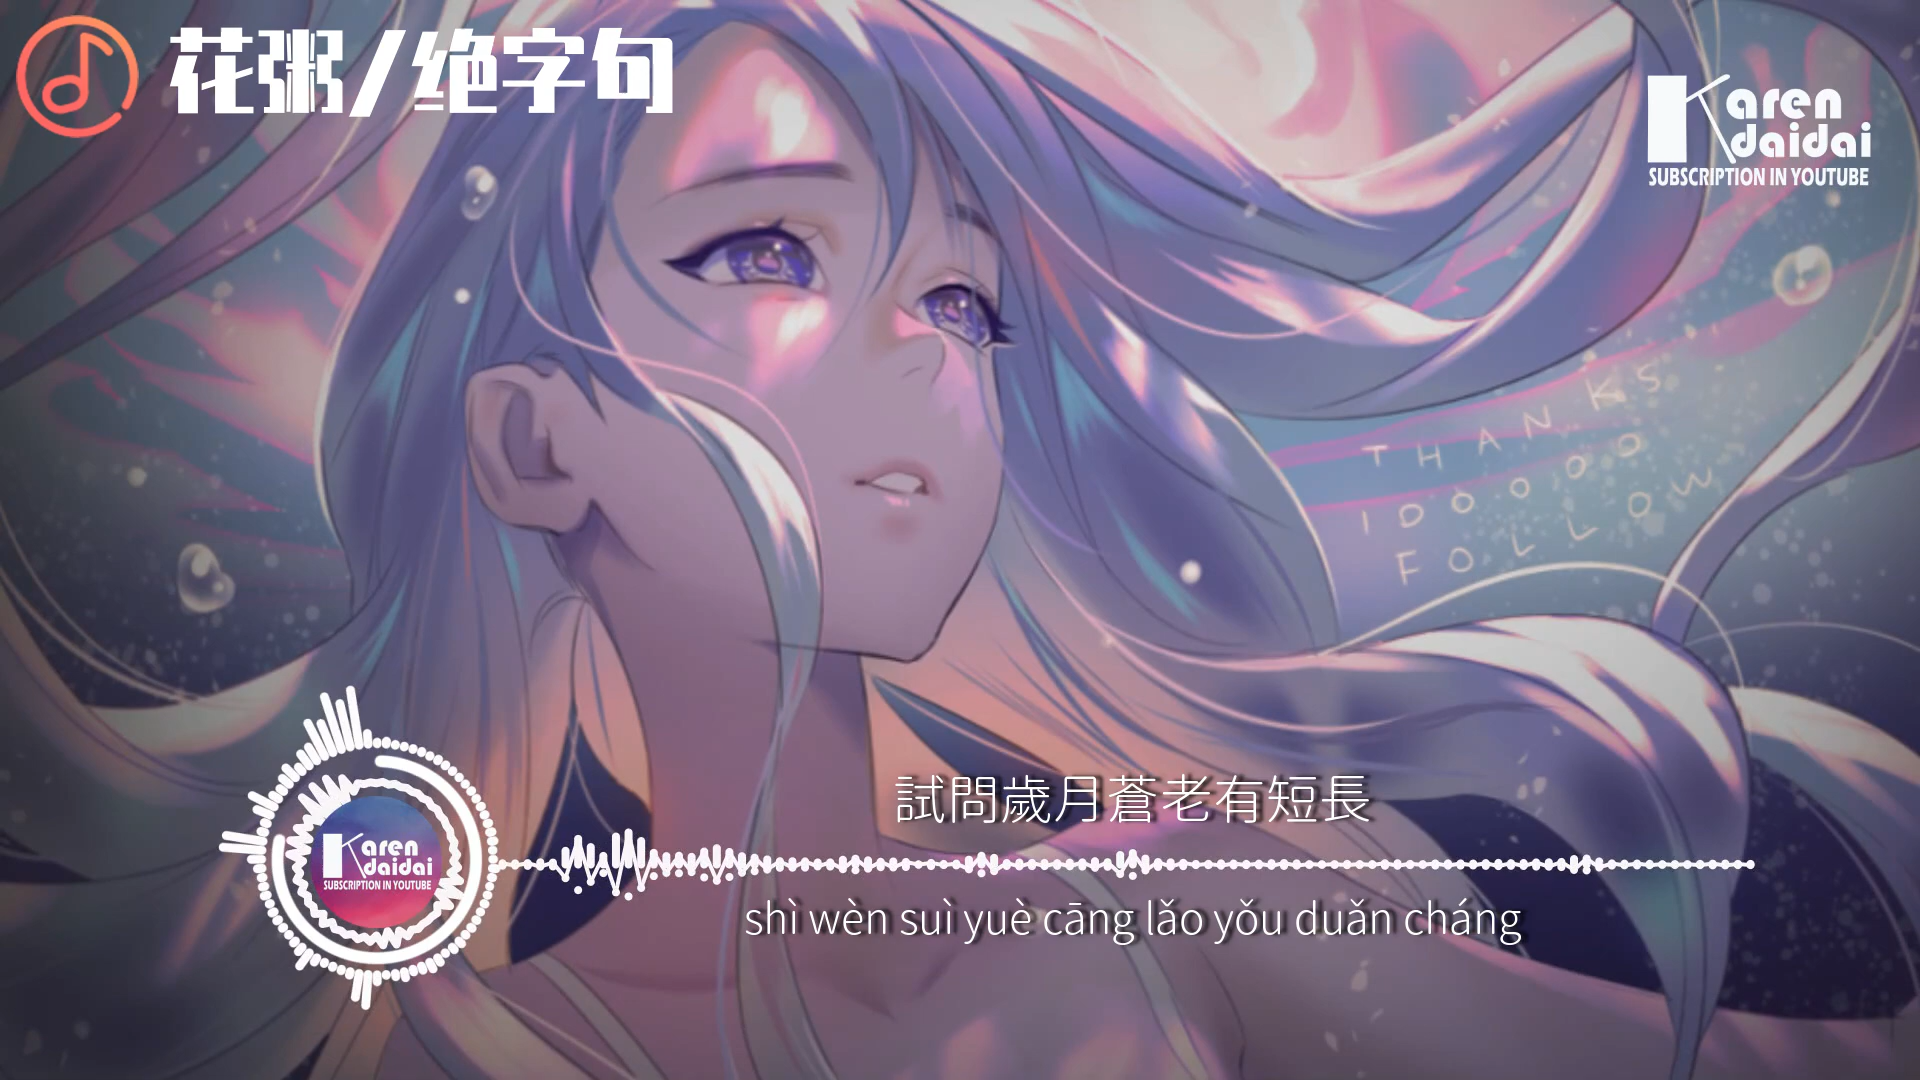 花粥/绝字句
Karen
daidai
SUBSCRIPTION IN YOUTUBE
THANKS
10000
FOLLOW
試問歲月蒼老有短長
Karen
daidai
SUBSCRIPTION IN YOUTUBE
shì wèn suì yuè cāng lǎo yǒu duǎn cháng